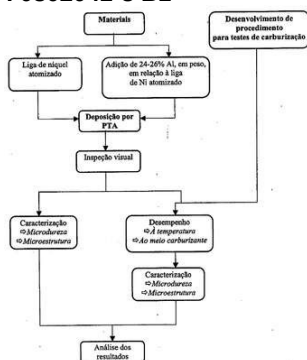 Materiais
Desenvolvimento de
procedimento
para testes de carburização
Liga de níquel
atomizado
Adição de 24-26% Al, em peso,
em relação à liga
de Ni atomizado
Deposição por
PTA
Inspeção visual
Caracterização
⇨Microdureza
⇨Microestrutura
Desempenho
⇨À temperatura
⇨Ao meio carburizante
Caracterização
⇨Microdureza
⇨Microestrutura
Análise dos
resultados